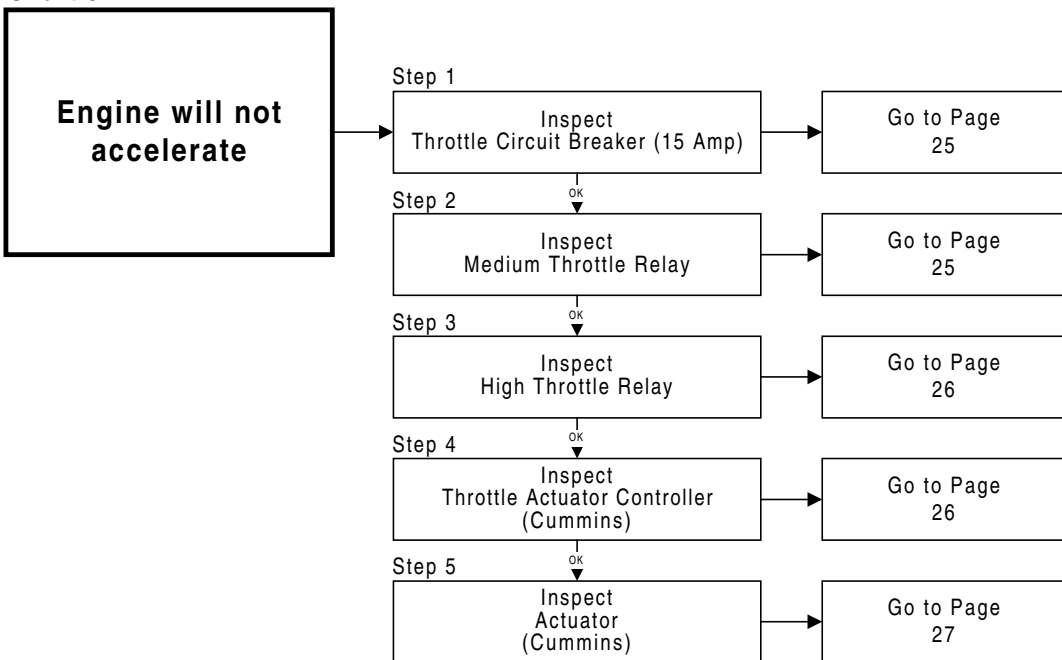 Engine will not
accelerate
Step 1
Inspect
Throttle Circuit Breaker (15 Amp)
Go to Page
25
OK
Step 2
Inspect
Medium Throttle Relay
Go to Page
25
OK
Step 3
Inspect
High Throttle Relay
Go to Page
26
OK
Step 4
Inspect
Throttle Actuator Controller
(Cummins)
Go to Page
26
OK
Step 5
Inspect
Actuator
(Cummins)
Go to Page
27